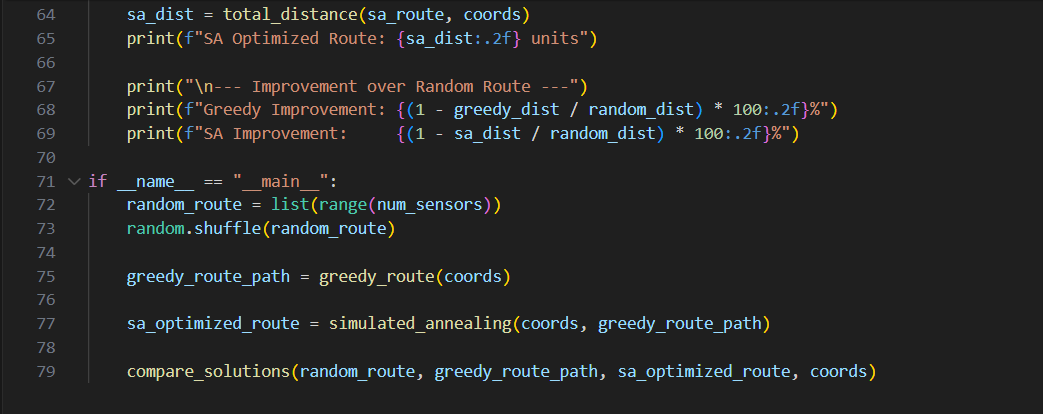 64 sa_dist = total_distance(sa_route, coords)
65 print(f"SA Optimized Route: {sa_dist:.2f} units")
66
67 print("\n--- Improvement over Random Route ---")
68 print(f"Greedy Improvement: {(1 - greedy_dist / random_dist) * 100:.2f}%")
69 print(f"SA Improvement:     {(1 - sa_dist / random_dist) * 100:.2f}%")
70
71 if __name__ == "__main__":
72 random_route = list(range(num_sensors))
73 random.shuffle(random_route)
74
75 greedy_route_path = greedy_route(coords)
76
77 sa_optimized_route = simulated_annealing(coords, greedy_route_path)
78
79 compare_solutions(random_route, greedy_route_path, sa_optimized_route, coords)